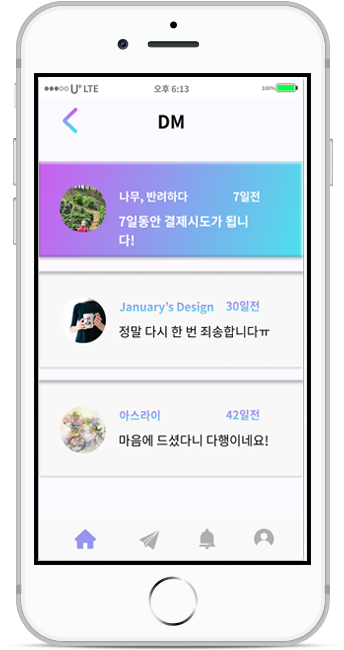 U+ LTE 오후 6:13 100%
DM
나무, 반려하다 7일전
7일동안 결제시도가 됩니
다!
January's Design 30일전
정말 다시 한 번 죄송합니다ㅠ
아스라이 42일전
마음에 드셨다니 다행이네요!